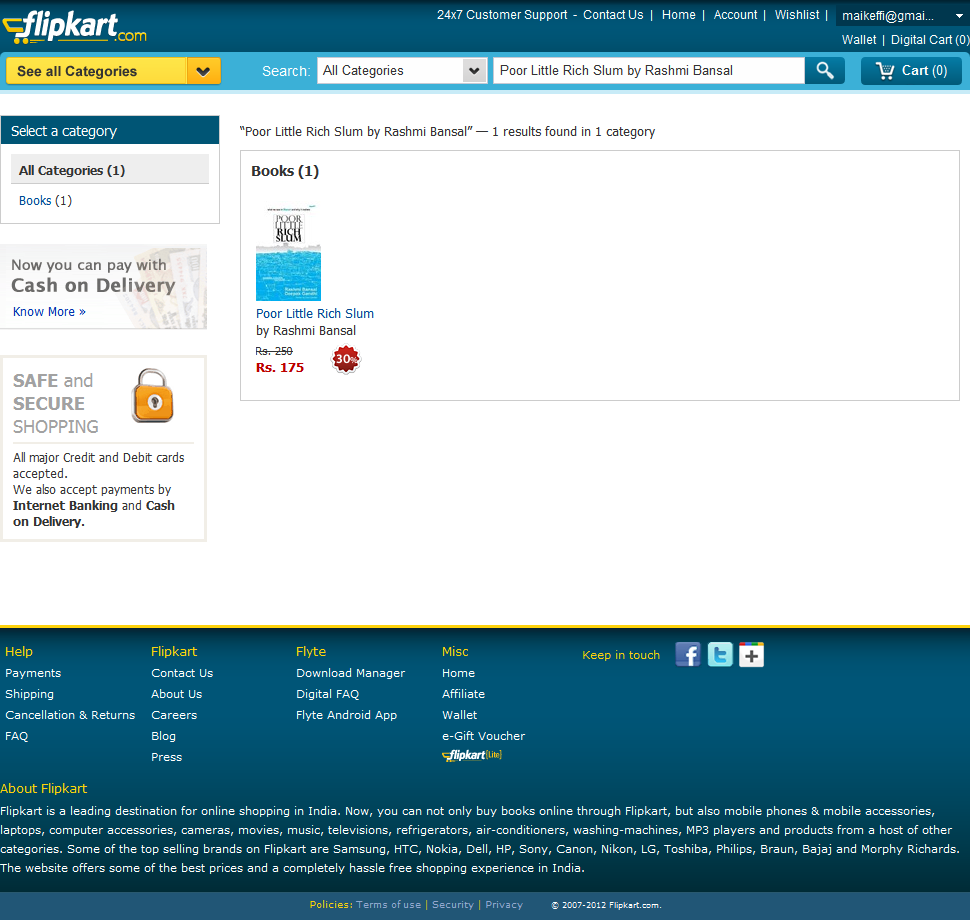 flipkart.com
24x7 Customer Support - Contact Us | Home | Account | Wishlist | maikeffi@gmai...
Wallet | Digital Cart (0)
See all Categories
Search: All Categories Poor Little Rich Slum by Rashmi Bansal
Cart (0)
Select a category
All Categories (1)
Books (1)
Now you can pay with
Cash on Delivery
Know More »
SAFE and
SECURE
SHOPPING
All major Credit and Debit cards
accepted.
We also accept payments by
Internet Banking and Cash
on Delivery.
“Poor Little Rich Slum by Rashmi Bansal” — 1 results found in 1 category
Books (1)
POOR
LITTLE
RICH
SLUM
Rashmi Bansal
Deepak Gandhi
Poor Little Rich Slum
by Rashmi Bansal
Rs. 250
Rs. 175
30%
Help
Payments
Shipping
Cancellation & Returns
FAQ
Flipkart
Contact Us
About Us
Careers
Blog
Press
Flyte
Download Manager
Digital FAQ
Flyte Android App
Misc
Home
Affiliate
Wallet
e-Gift Voucher
flipkart[lite]
Keep in touch
About Flipkart
Flipkart is a leading destination for online shopping in India. Now, you can not only buy books online through Flipkart, but also mobile phones & mobile accessories,
laptops, computer accessories, cameras, movies, music, televisions, refrigerators, air-conditioners, washing-machines, MP3 players and products from a host of other
categories. Some of the top selling brands on Flipkart are Samsung, HTC, Nokia, Dell, HP, Sony, Canon, Nikon, LG, Toshiba, Philips, Braun, Bajaj and Morphy Richards.
The website offers some of the best prices and a completely hassle free shopping experience in India.
Policies: Terms of use | Security | Privacy © 2007-2012 Flipkart.com.